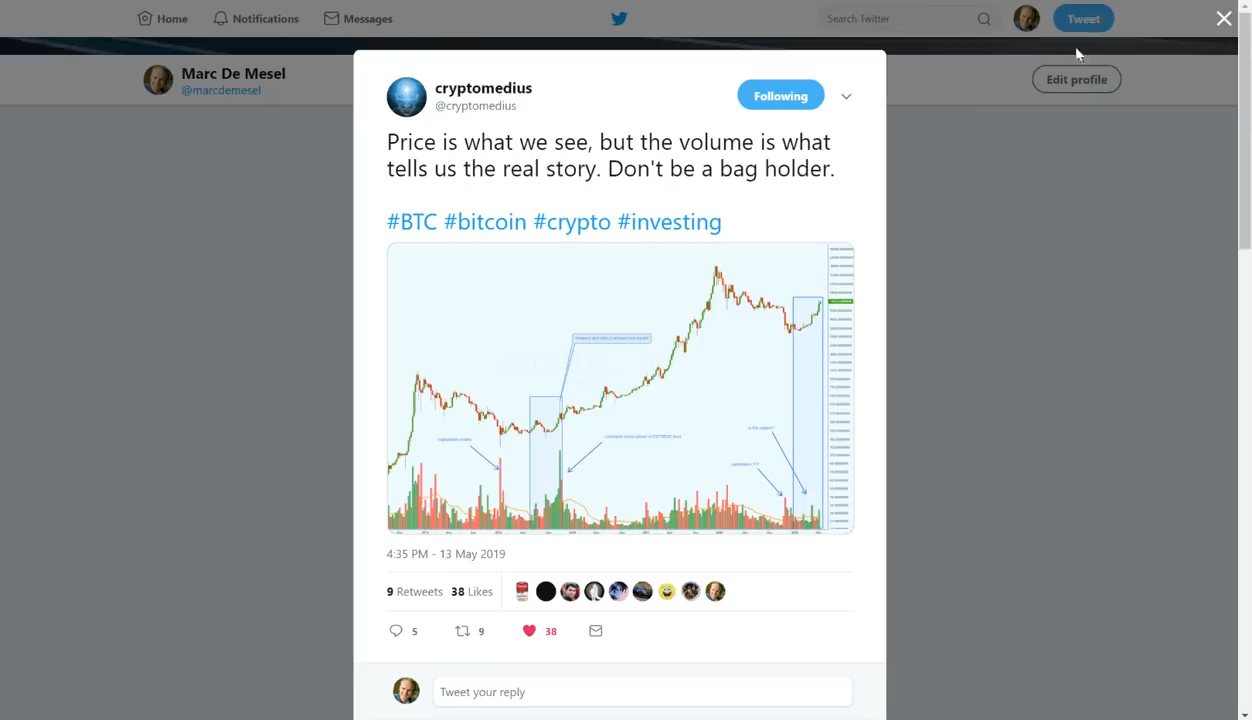 Home
Notifications
Messages
Search Twitter
Tweet
Marc De Mesel
@marcdemesel
Edit profile
cryptomedius
@cryptomedius
Following
Price is what we see, but the volume is what
tells us the real story. Don't be a bag holder.
#BTC #bitcoin #crypto #investing
4:35 PM - 13 May 2019
9 Retweets 38 Likes
5
9
38
Tweet your reply